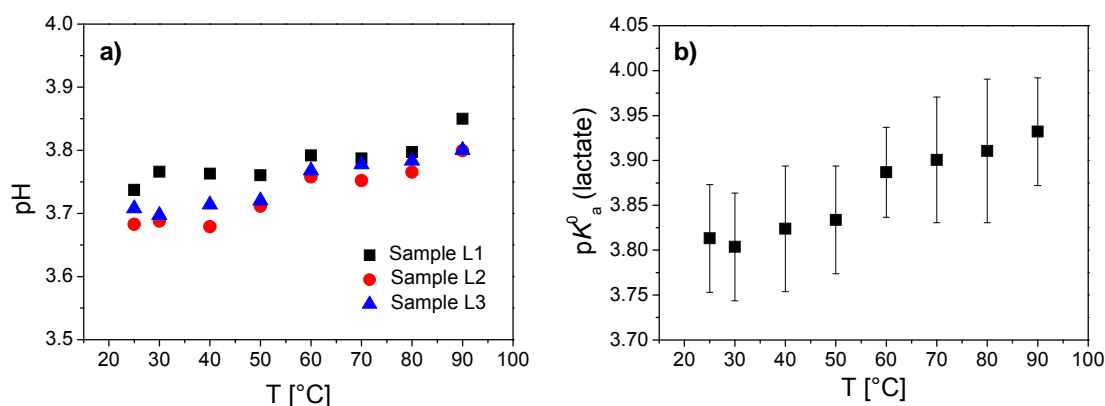 a)
4.0
3.9
3.8
3.7
3.6
3.5
pH
Sample L1
Sample L2
Sample L3
20 30 40 50 60 70 80 90 100
T [°C]
b)
4.05
4.00
3.95
3.90
3.85
3.80
3.75
3.70
pK⁰ₐ (lactate)
20 30 40 50 60 70 80 90 100
T [°C]